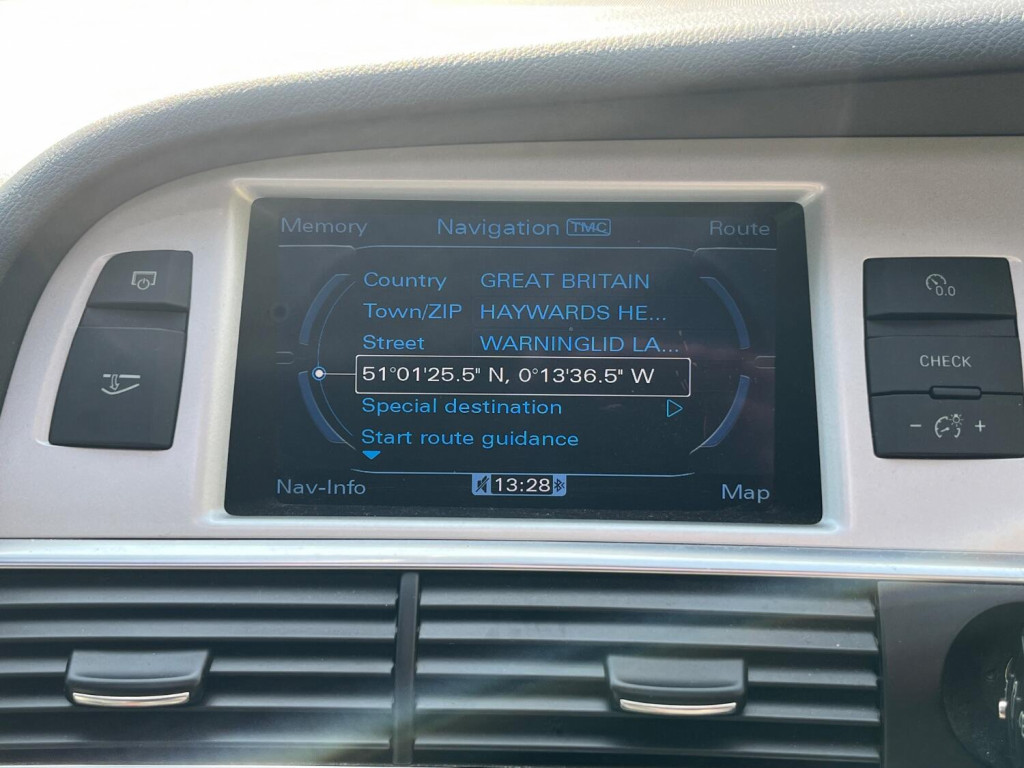 Memory Navigation TMC Route
Country GREAT BRITAIN
Town/ZIP HAYWARDS HE...
Street WARNINGLID LA...
51°01'25.5" N, 0°13'36.5" W
Special destination
Start route guidance
Nav-Info 13:28 Map
0.0
CHECK
- +